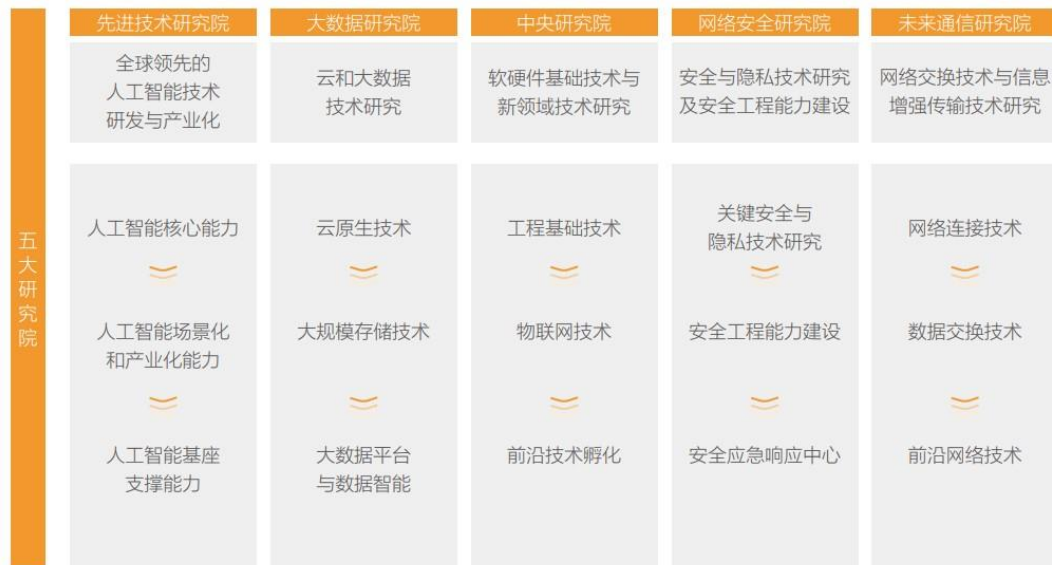 五大研究院
先进技术研究院
全球领先的
人工智能技术
研发与产业化
人工智能核心能力
人工智能场景化
和产业化能力
人工智能基座
支撑能力
大数据研究院
云和大数据
技术研究
云原生技术
大规模存储技术
大数据平台
与数据智能
中央研究院
软硬件基础技术与
新领域技术研究
工程基础技术
物联网技术
前沿技术孵化
网络安全研究院
安全与隐私技术研究
及安全工程能力建设
关键安全与
隐私技术研究
安全工程能力建设
安全应急响应中心
未来通信研究院
网络交换技术与信息
增强传输技术研究
网络连接技术
数据交换技术
前沿网络技术